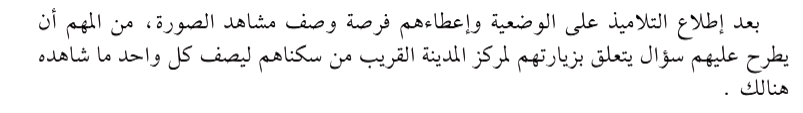 بعد إطلاع التلاميذ على الوضعية وإعطاءهم فرصة وصف مشاهد الصورة، من المهم أن
يطرح عليهم سؤال يتعلق بزيارتهم لمركز المدينة القريب من سكناهم ليصف كل واحد ما شاهده
هنالك .